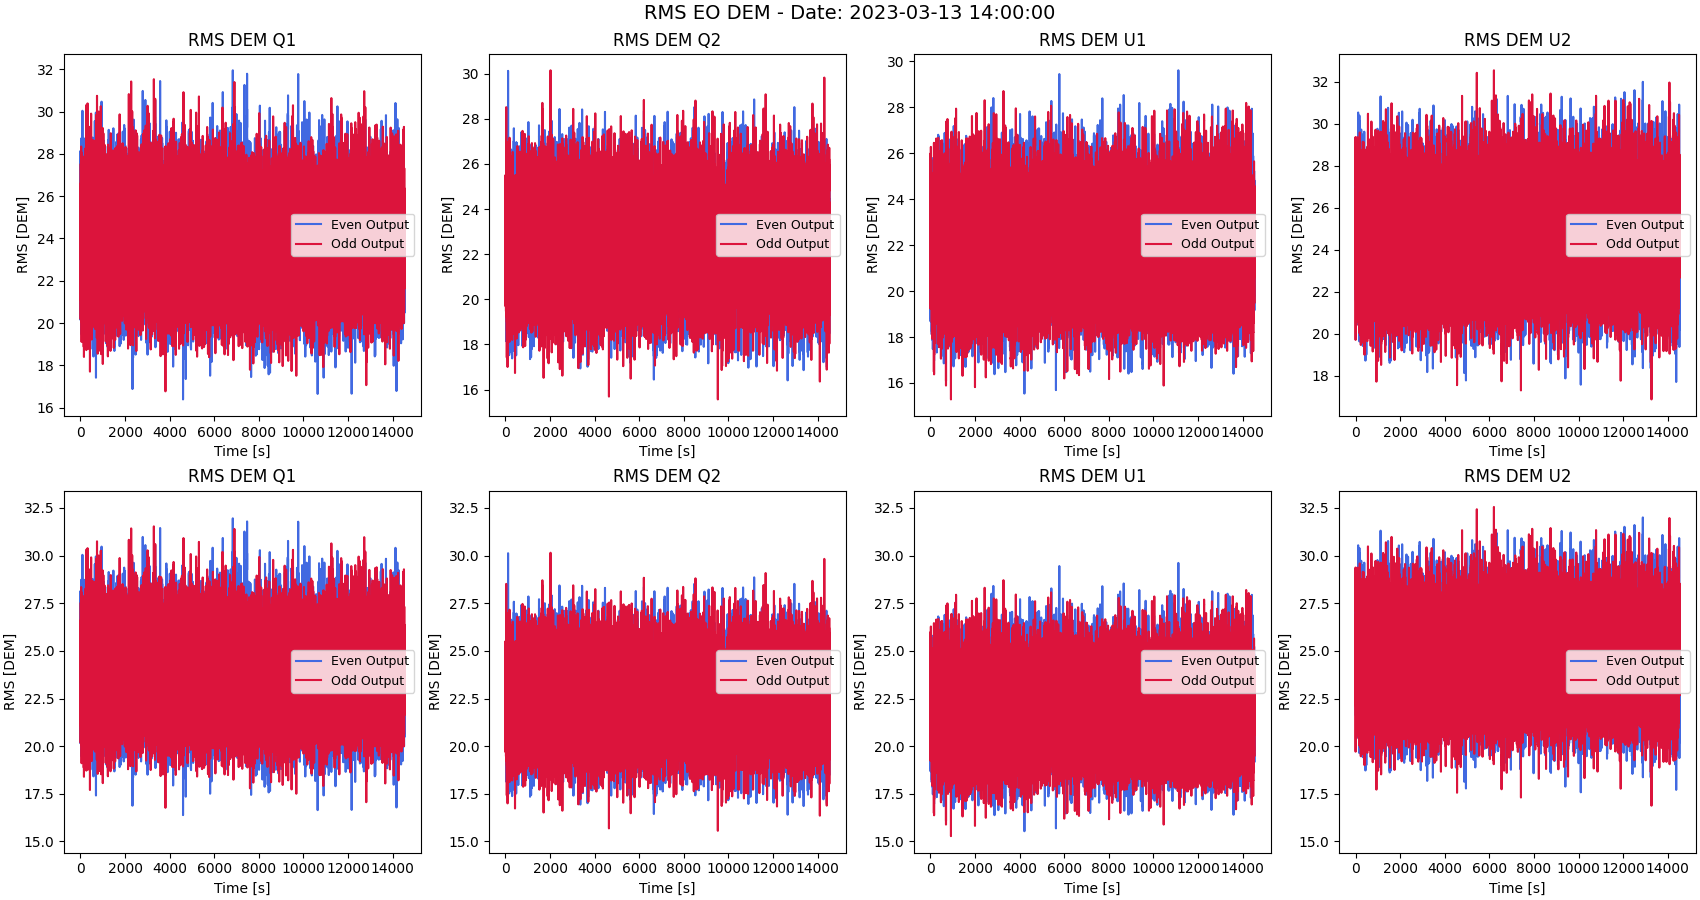 RMS EO DEM - Date: 2023-03-13 14:00:00
RMS DEM Q1
RMS [DEM]
32
30
28
26
24
22
20
18
16
Even Output
Odd Output
0 2000 4000 6000 8000 10000 12000 14000
Time [s]
RMS DEM Q2
RMS [DEM]
30
28
26
24
22
20
18
16
Even Output
Odd Output
0 2000 4000 6000 8000 10000 12000 14000
Time [s]
RMS DEM U1
RMS [DEM]
30
28
26
24
22
20
18
16
Even Output
Odd Output
0 2000 4000 6000 8000 10000 12000 14000
Time [s]
RMS DEM U2
RMS [DEM]
32
30
28
26
24
22
20
18
Even Output
Odd Output
0 2000 4000 6000 8000 10000 12000 14000
Time [s]
RMS DEM Q1
RMS [DEM]
32.5
30.0
27.5
25.0
22.5
20.0
17.5
15.0
Even Output
Odd Output
0 2000 4000 6000 8000 10000 12000 14000
Time [s]
RMS DEM Q2
RMS [DEM]
32.5
30.0
27.5
25.0
22.5
20.0
17.5
15.0
Even Output
Odd Output
0 2000 4000 6000 8000 10000 12000 14000
Time [s]
RMS DEM U1
RMS [DEM]
32.5
30.0
27.5
25.0
22.5
20.0
17.5
15.0
Even Output
Odd Output
0 2000 4000 6000 8000 10000 12000 14000
Time [s]
RMS DEM U2
RMS [DEM]
32.5
30.0
27.5
25.0
22.5
20.0
17.5
15.0
Even Output
Odd Output
0 2000 4000 6000 8000 10000 12000 14000
Time [s]